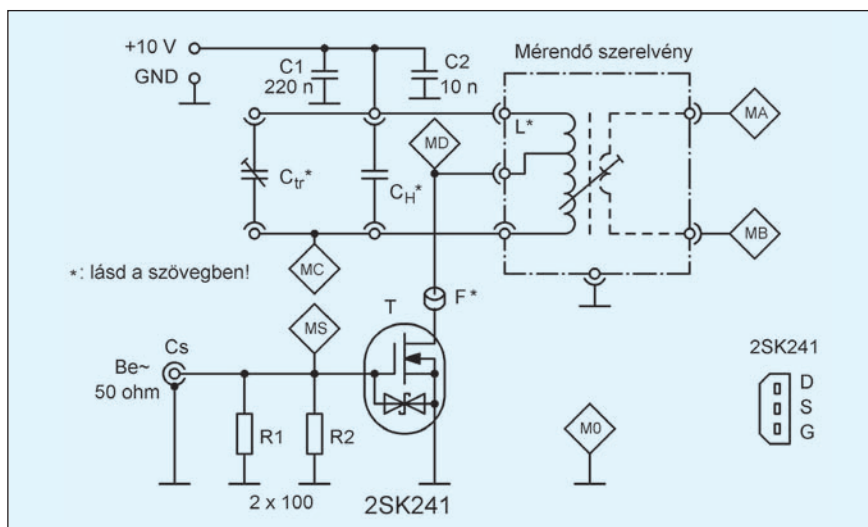 +10 V
GND
C1
220 n
C2
10 n
Mérendő szerelvény
L*
MA
MD
Ctr*
CH*
MB
*: lásd a szövegben!
MC
F*
T
MS
Cs
Be~
50 ohm
R1
R2
2 x 100
2SK241
M0
2SK241
D
S
G